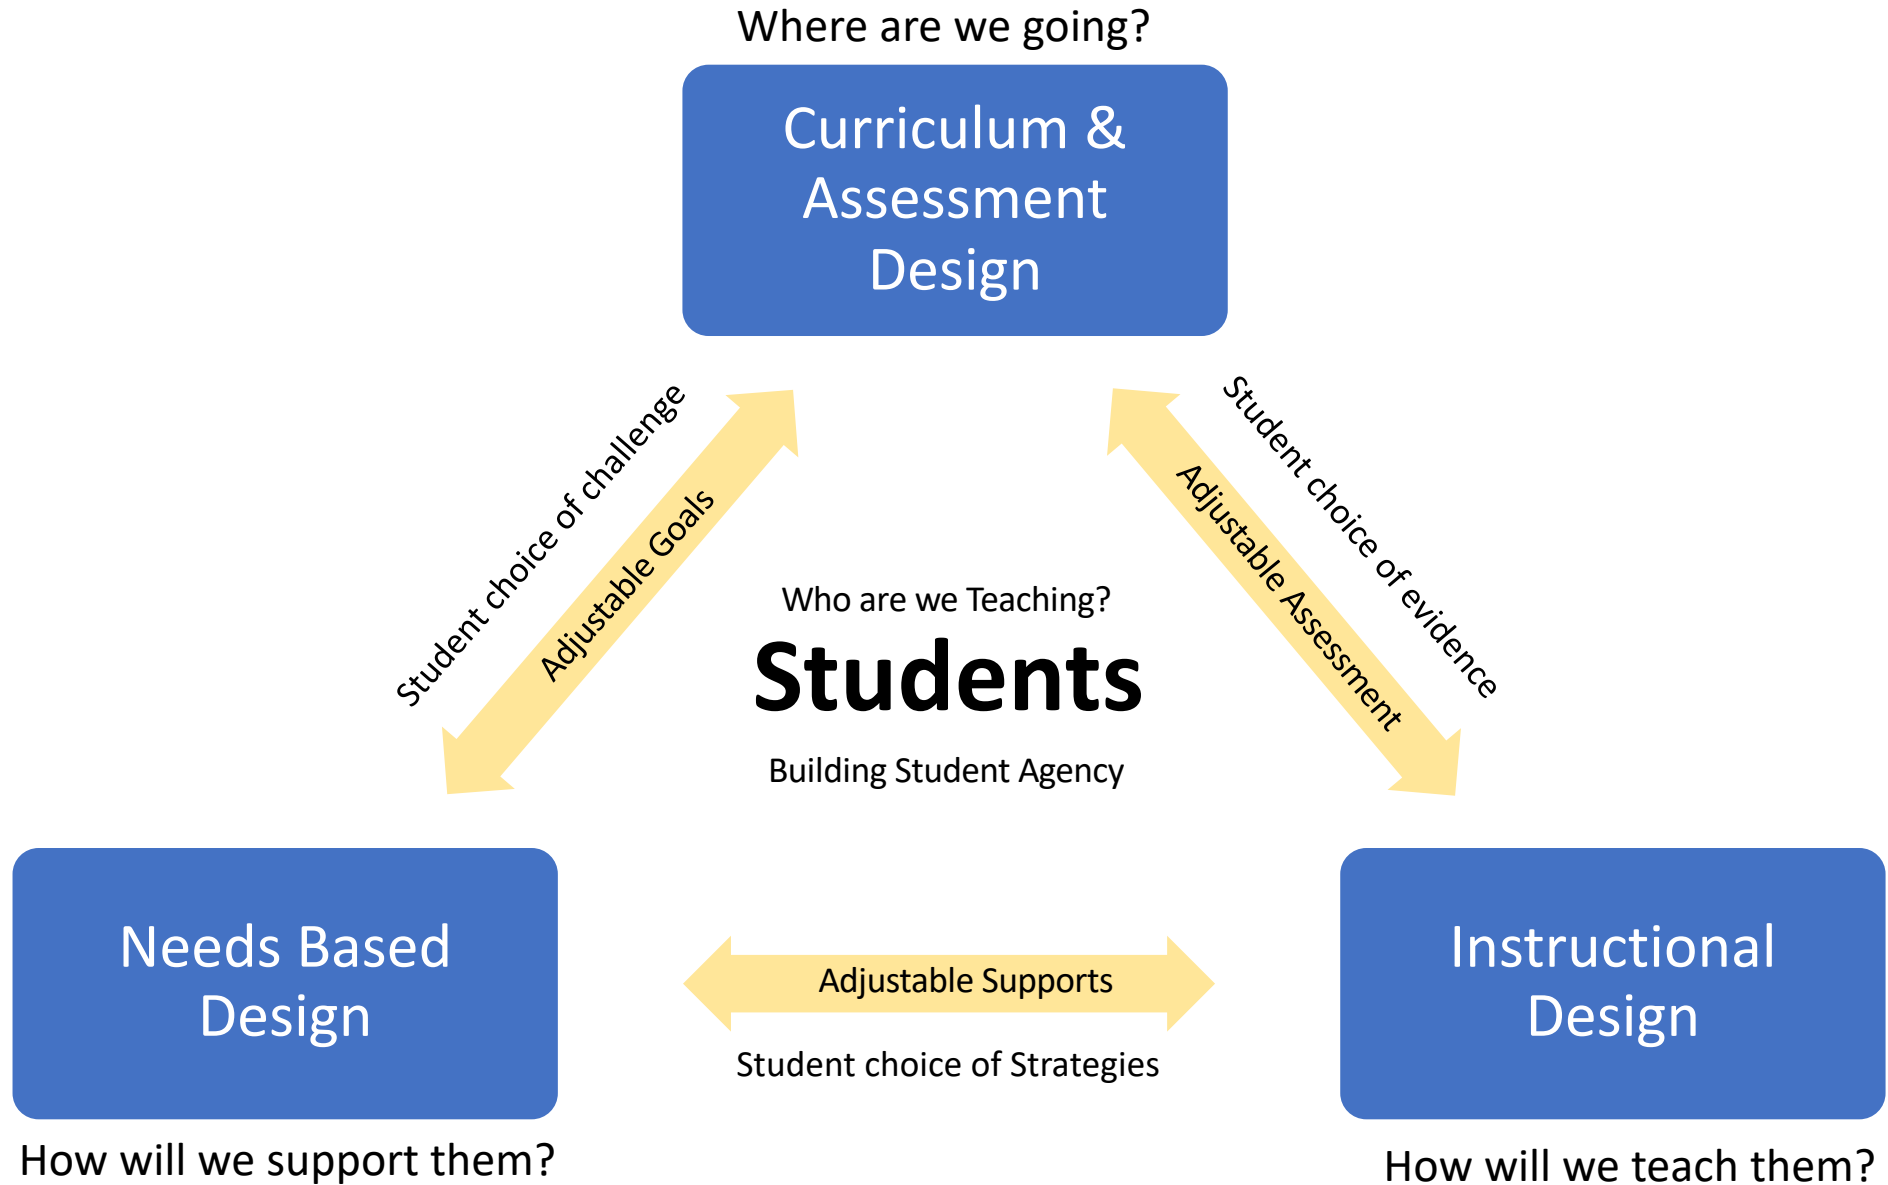 Where are we going?
Curriculum &
Assessment
Design
Student choice of challenge
Adjustable Goals
Student choice of evidence
Adjustable Assessment
Who are we Teaching?
Students
Building Student Agency
Needs Based
Design
Adjustable Supports
Student choice of Strategies
Instructional
Design
How will we support them?
How will we teach them?